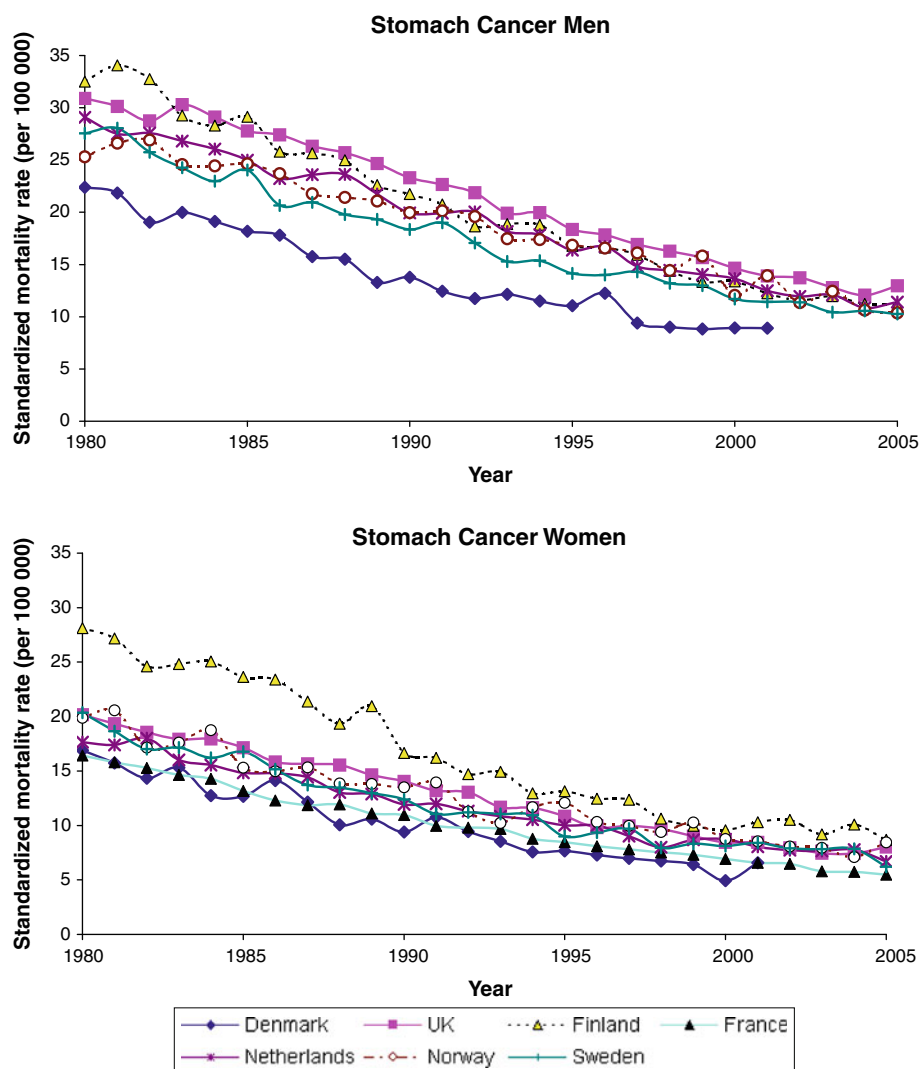 Stomach Cancer Men
Standardized mortality rate (per 100 000)
35
30
25
20
15
10
5
0
1980 1985 1990 1995 2000 2005
Year
Stomach Cancer Women
Standardized mortality rate (per 100 000)
35
30
25
20
15
10
5
0
1980 1985 1990 1995 2000 2005
Year
Denmark UK Finland France
Netherlands Norway Sweden